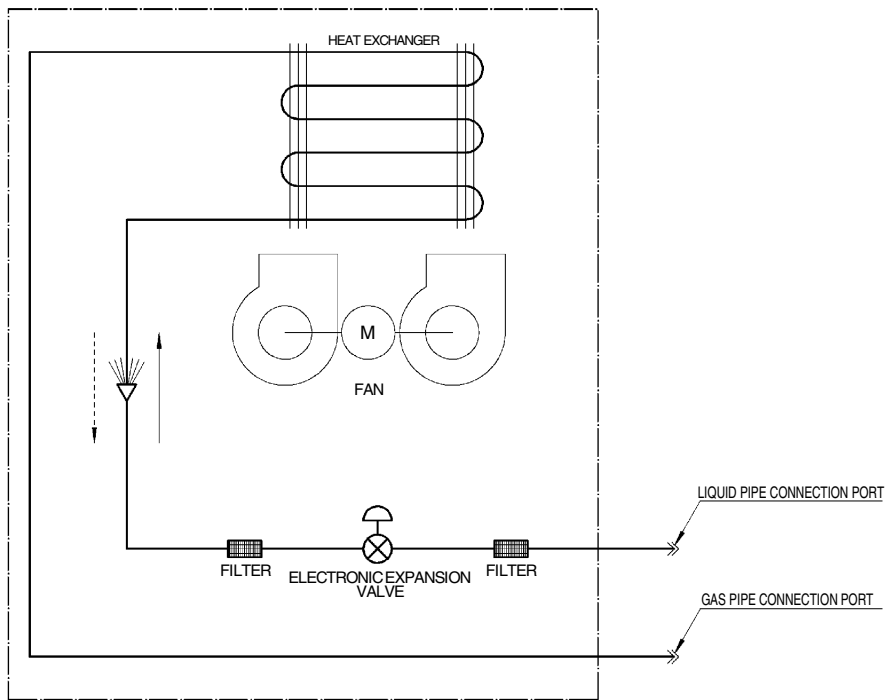 HEAT EXCHANGER
M
FAN
LIQUID PIPE CONNECTION PORT
FILTER
ELECTRONIC EXPANSION
VALVE
FILTER
GAS PIPE CONNECTION PORT